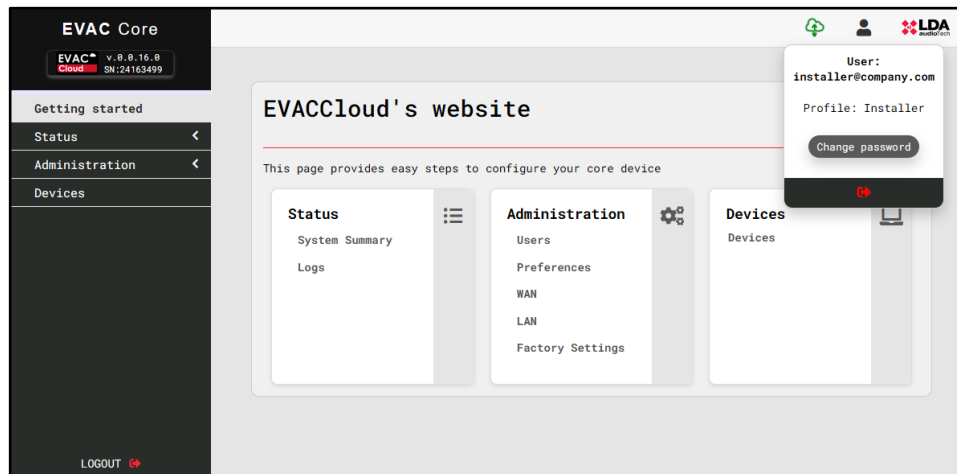 EVAC Core
EVAC Cloud v.0.0.16.0
SN:24163499
Getting started
Status
Administration
Devices
LOGOUT
LDA
audioTech
User:
installer@company.com
Profile: Installer
Change password
EVACCloud's website
This page provides easy steps to configure your core device
Status
System Summary
Logs
Administration
Users
Preferences
WAN
LAN
Factory Settings
Devices
Devices